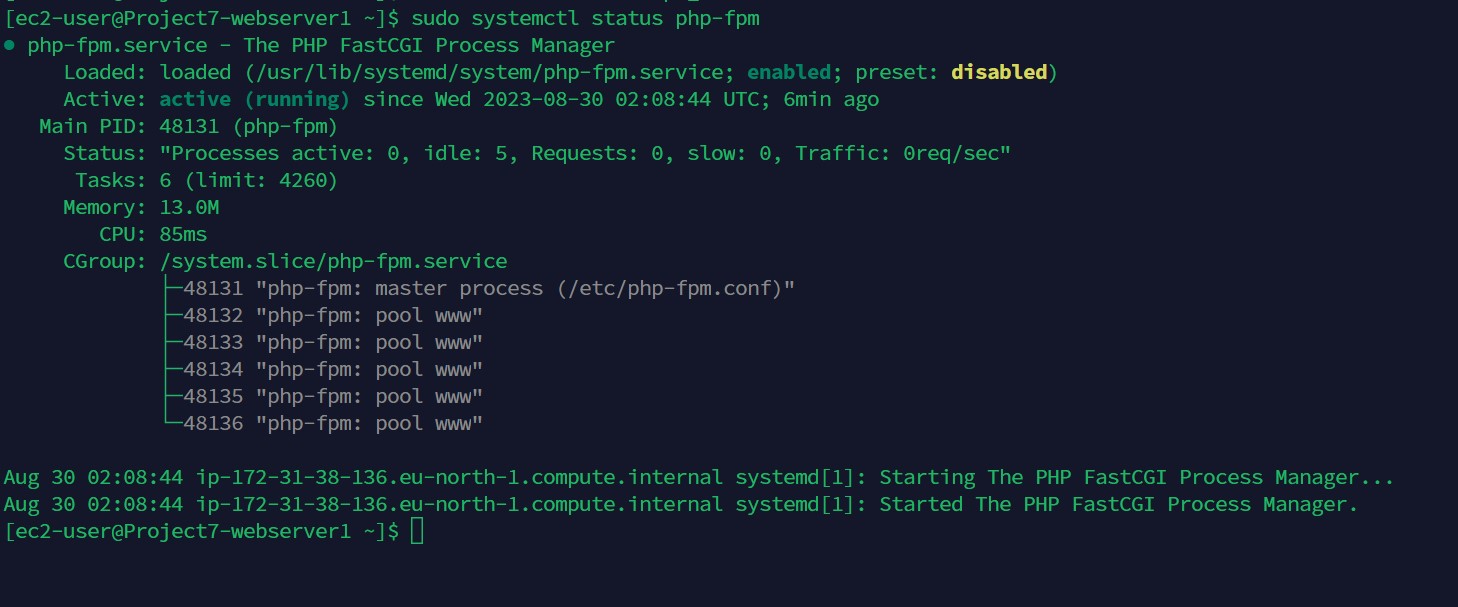 [ec2-user@Project7-webserver1 ~]$ sudo systemctl status php-fpm
● php-fpm.service - The PHP FastCGI Process Manager
     Loaded: loaded (/usr/lib/systemd/system/php-fpm.service; enabled; preset: disabled)
     Active: active (running) since Wed 2023-08-30 02:08:44 UTC; 6min ago
   Main PID: 48131 (php-fpm)
     Status: "Processes active: 0, idle: 5, Requests: 0, slow: 0, Traffic: 0req/sec"
      Tasks: 6 (limit: 4260)
     Memory: 13.0M
        CPU: 85ms
     CGroup: /system.slice/php-fpm.service
             ├─48131 "php-fpm: master process (/etc/php-fpm.conf)"
             ├─48132 "php-fpm: pool www"
             ├─48133 "php-fpm: pool www"
             ├─48134 "php-fpm: pool www"
             ├─48135 "php-fpm: pool www"
             └─48136 "php-fpm: pool www"

Aug 30 02:08:44 ip-172-31-38-136.eu-north-1.compute.internal systemd[1]: Starting The PHP FastCGI Process Manager...
Aug 30 02:08:44 ip-172-31-38-136.eu-north-1.compute.internal systemd[1]: Started The PHP FastCGI Process Manager.
[ec2-user@Project7-webserver1 ~]$